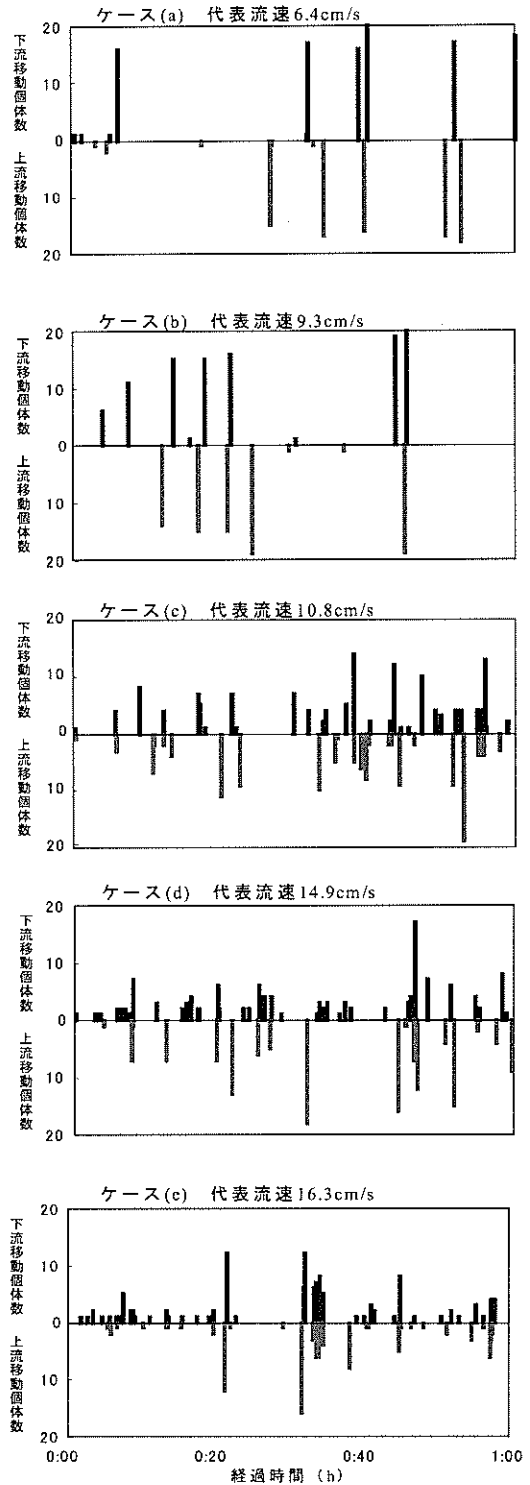 ケース(a) 代表流速6.4cm/s
下流移動個体数
上流移動個体数
20
10
0
10
20
ケース(b) 代表流速9.3cm/s
下流移動個体数
上流移動個体数
20
10
0
10
20
ケース(c) 代表流速10.8cm/s
下流移動個体数
上流移動個体数
20
10
0
10
20
ケース(d) 代表流速14.9cm/s
下流移動個体数
上流移動個体数
20
10
0
10
20
ケース(e) 代表流速16.3cm/s
下流移動個体数
上流移動個体数
20
10
0
10
20
0:00 0:20 0:40 1:00
経過時間 (h)